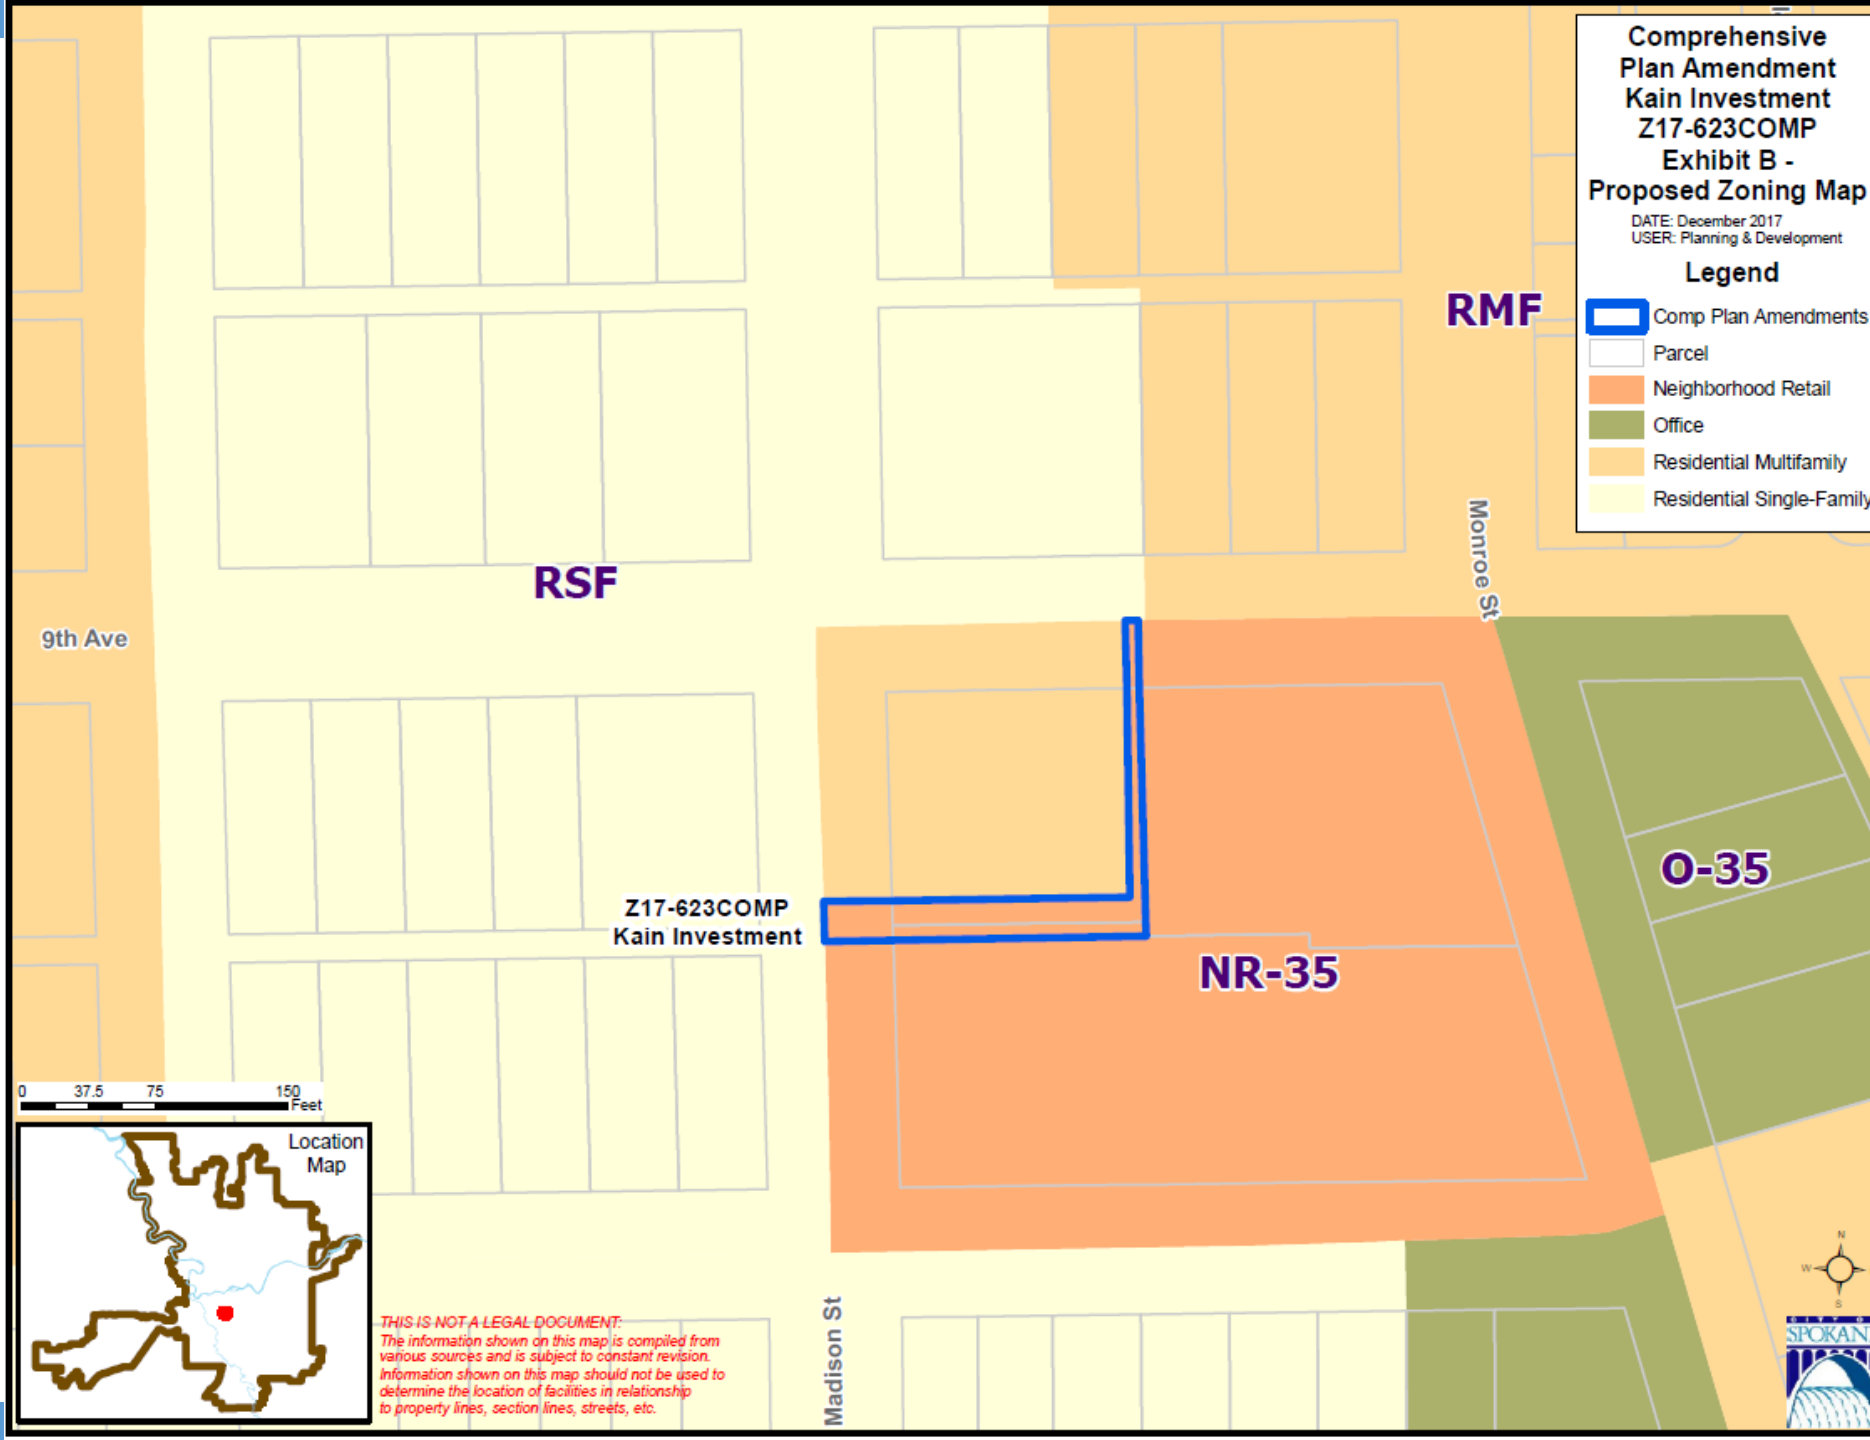 Comprehensive
Plan Amendment
Kain Investment
Z17-623COMP
Exhibit B -
Proposed Zoning Map
DATE: December 2017
USER: Planning & Development
Legend
Comp Plan Amendments
Parcel
Neighborhood Retail
Office
Residential Multifamily
Residential Single-Family
RMF
Monroe St
RSF
9th Ave
O-35
Z17-623COMP
Kain Investment
NR-35
0 37.5 75 150
Feet
Location
Map
THIS IS NOT A LEGAL DOCUMENT:
The information shown on this map is compiled from
various sources and is subject to constant revision.
Information shown on this map should not be used to
determine the location of facilities in relationship
to property lines, section lines, streets, etc.
Madison St
N
W
S
CITY O
SPOKAN